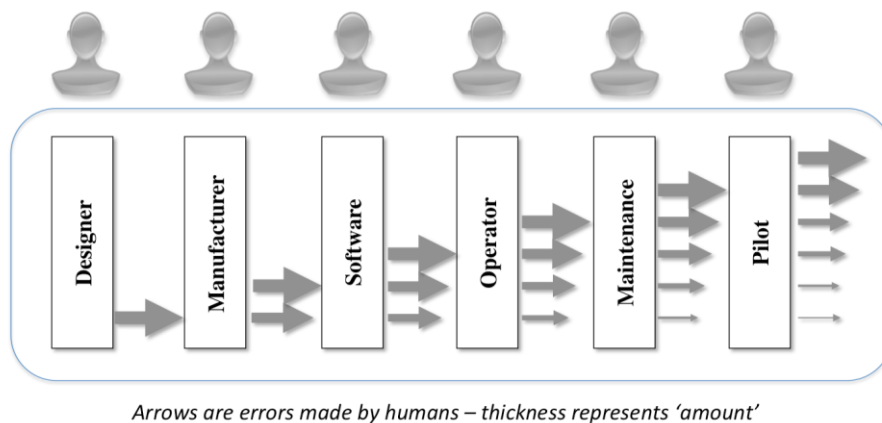 Designer
Manufacturer
Software
Operator
Maintenance
Pilot
Arrows are errors made by humans – thickness represents ‘amount’